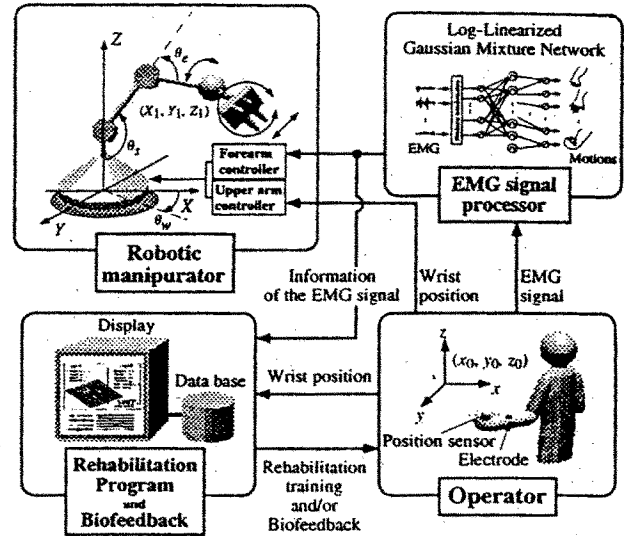 Log-Linearized
Gaussian Mixture Network
Z
θe
(X1, Y1, Z1)
θs
X
Y
θw
Forearm
controller
Upper arm
controller
Robotic
manipurator
EMG
Motions
EMG signal
processor
Information
of the EMG signal
Wrist
position
EMG
signal
Display
Data base
Rehabilitation
Program
and
Biofeedback
Wrist position
Rehabilitation
training
and/or
Biofeedback
z
(x0, y0, z0)
x
y
Position sensor
Electrode
Operator